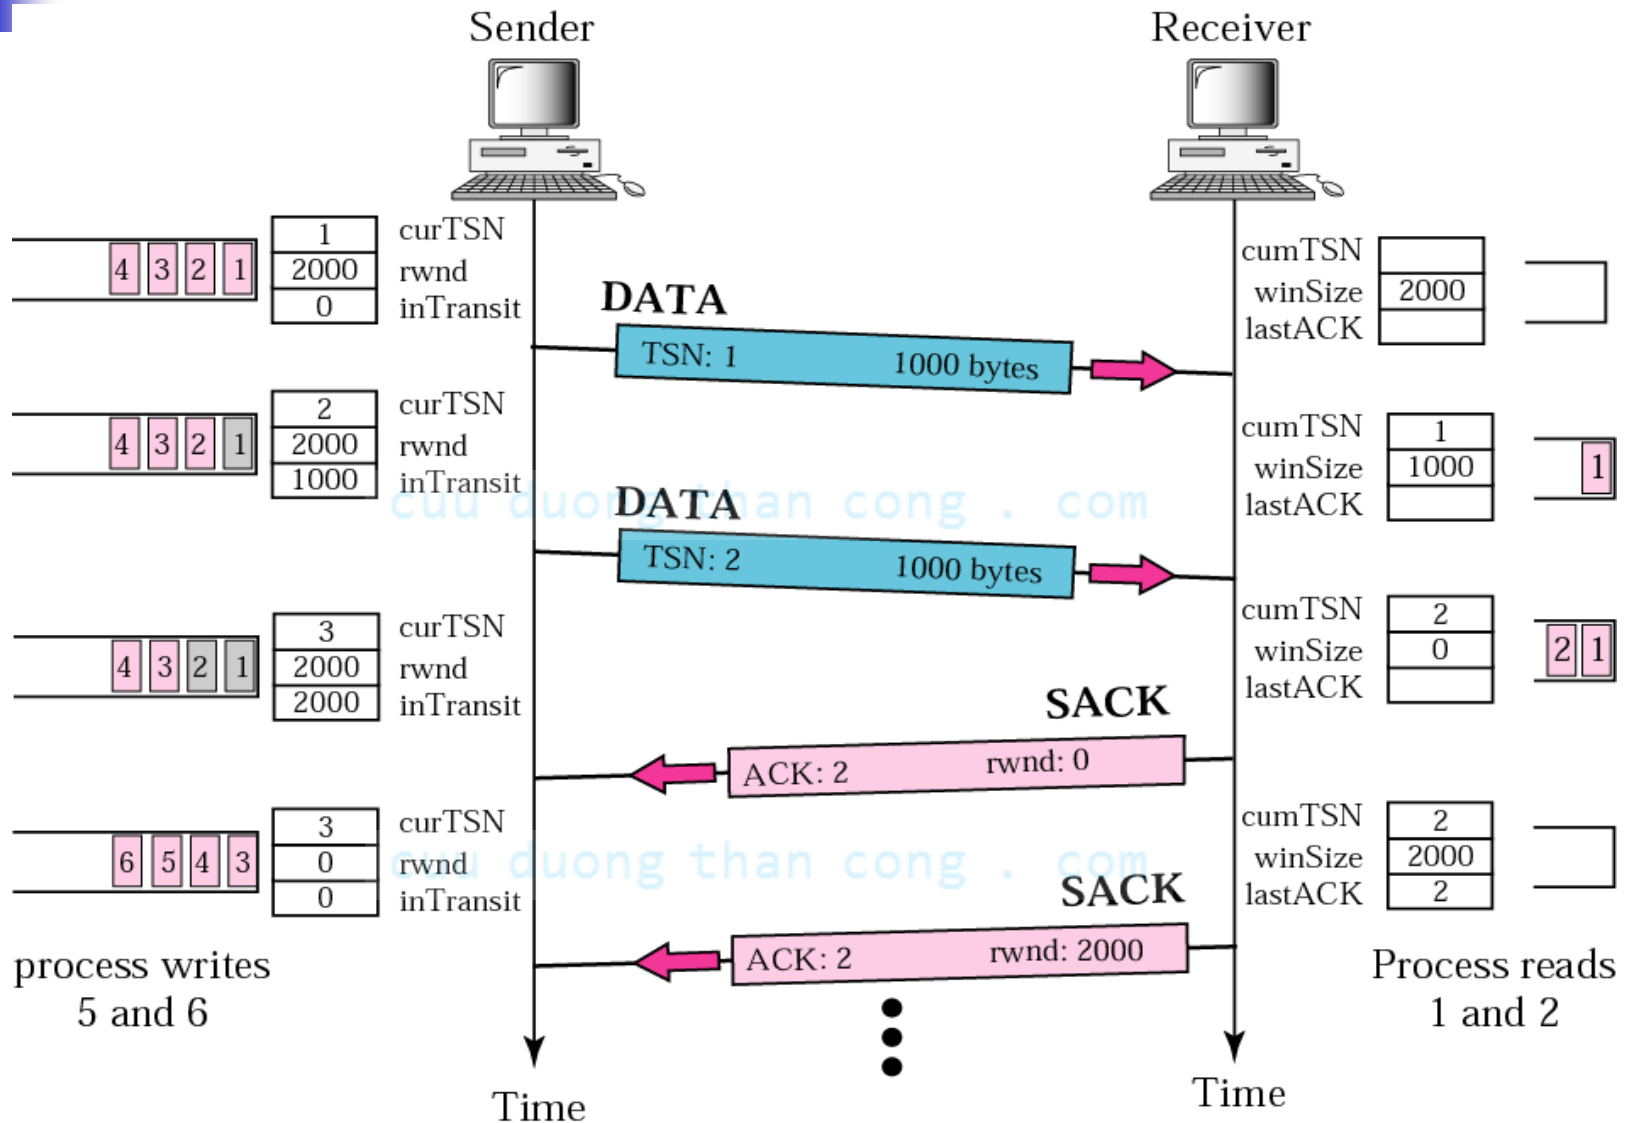 Sender
Receiver
1 curTSN
4 3 2 1 2000 rwnd
0 inTransit
cumTSN
winSize 2000
lastACK
DATA
TSN: 1 1000 bytes
2 curTSN
4 3 2 1 2000 rwnd
1000 inTransit
cumTSN 1
winSize 1000 1
lastACK
cuu duong than cong . com
DATA
TSN: 2 1000 bytes
3 curTSN
4 3 2 1 2000 rwnd
2000 inTransit
cumTSN 2
winSize 0 2 1
lastACK
SACK
ACK: 2 rwnd: 0
3 curTSN
6 5 4 3 0 rwnd
0 inTransit
cumTSN 2
winSize 2000
lastACK 2
cuu duong than cong . com
SACK
ACK: 2 rwnd: 2000
process writes
5 and 6
Process reads
1 and 2
Time
Time